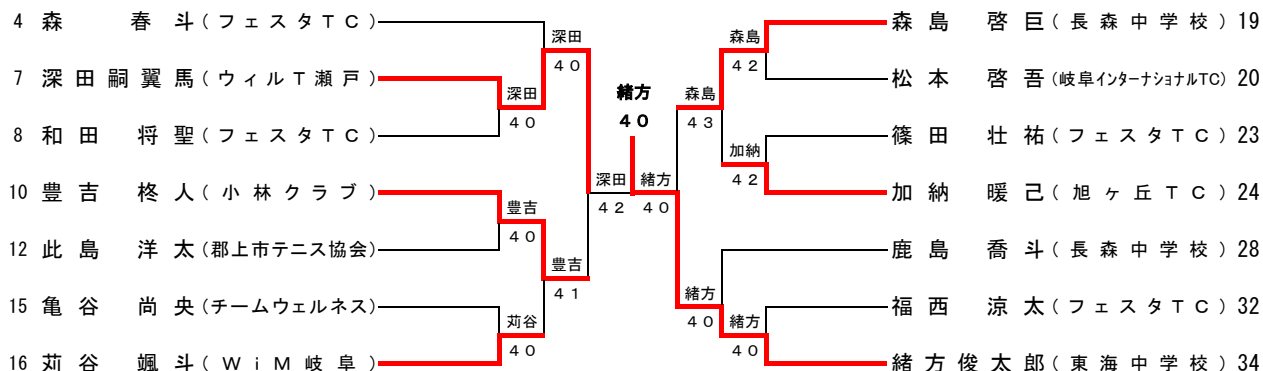 4 森 春 斗 (フェスタTC)
7 深田嗣翼馬 (ウィルT瀬戸)
8 和 田 将 聖 (フェスタTC)
10 豊 吉 柊 人 (小林クラブ)
12 此 島 洋 太 (郡上市テニス協会)
15 亀 谷 尚 央 (チームウェルネス)
16 苅 谷 颯 斗 (WiM岐阜)
深田
40
深田
40
豊吉
40
豊吉
41
苅谷
40
深田
42
緒方
40
緒方
40
森島
43
森島
42
加納
42
緒方
40
緒方
40
森 島 啓 巨 (長森中学校) 19
松 本 啓 吾 (岐阜インターナショナルTC) 20
篠 田 壮 祐 (フェスタTC) 23
加 納 暖 己 (旭ヶ丘TC) 24
鹿 島 喬 斗 (長森中学校) 28
福 西 涼 太 (フェスタTC) 32
緒方俊太郎 (東海中学校) 34